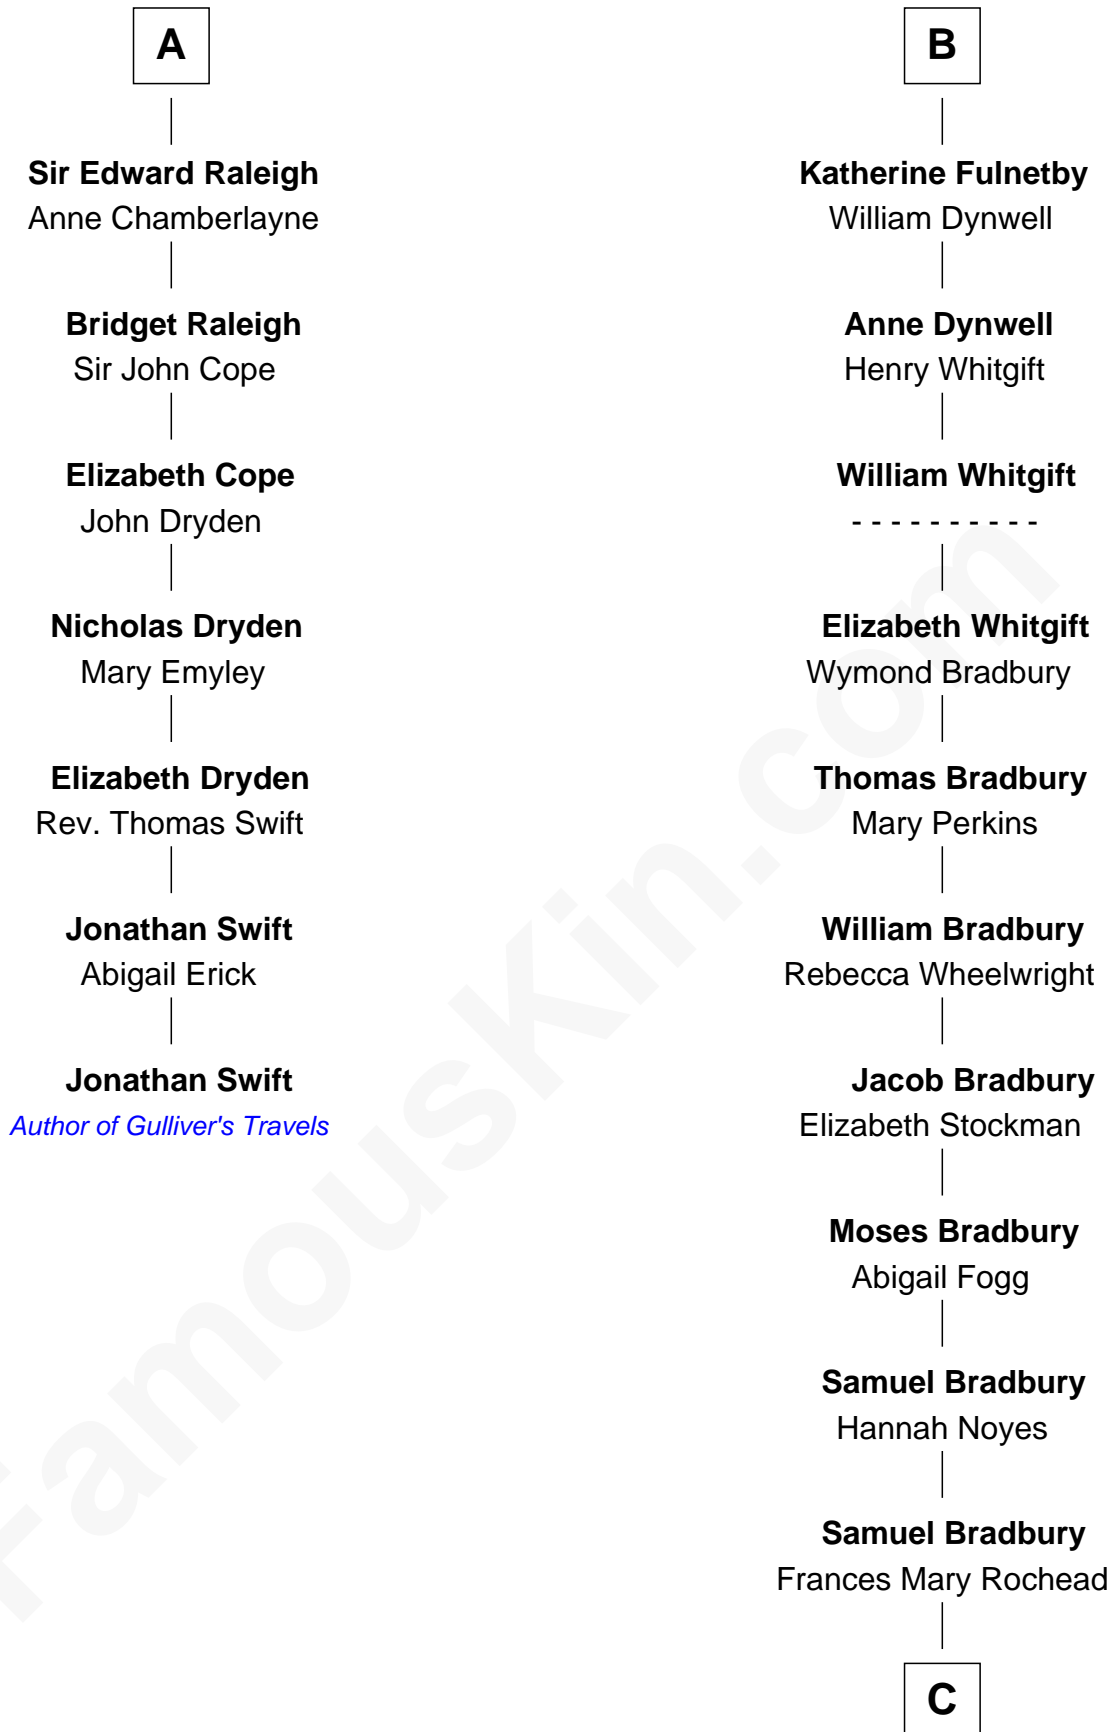 A
Sir Edward Raleigh
Anne Chamberlayne
Bridget Raleigh
Sir John Cope
Elizabeth Cope
John Dryden
Nicholas Dryden
Mary Emyley
Elizabeth Dryden
Rev. Thomas Swift
Jonathan Swift
Abigail Erick
Jonathan Swift
Author of Gulliver's Travels
B
Katherine Fulnetby
William Dynwell
Anne Dynwell
Henry Whitgift
William Whitgift
- - - - - - - - - -
Elizabeth Whitgift
Wymond Bradbury
Thomas Bradbury
Mary Perkins
William Bradbury
Rebecca Wheelwright
Jacob Bradbury
Elizabeth Stockman
Moses Bradbury
Abigail Fogg
Samuel Bradbury
Hannah Noyes
Samuel Bradbury
Frances Mary Rochead
C
FamousKin.com